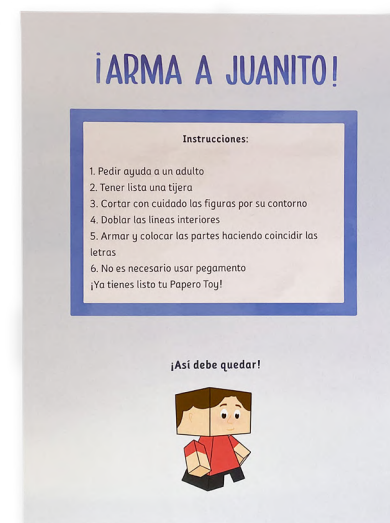 ¡ARMA A JUANITO!
Instrucciones:
1. Pedir ayuda a un adulto
2. Tener lista una tijera
3. Cortar con cuidado las figuras por su contorno
4. Doblar las líneas interiores
5. Armar y colocar las partes haciendo coincidir las
letras
6. No es necesario usar pegamento
¡Ya tienes listo tu Papero Toy!
¡Así debe quedar!